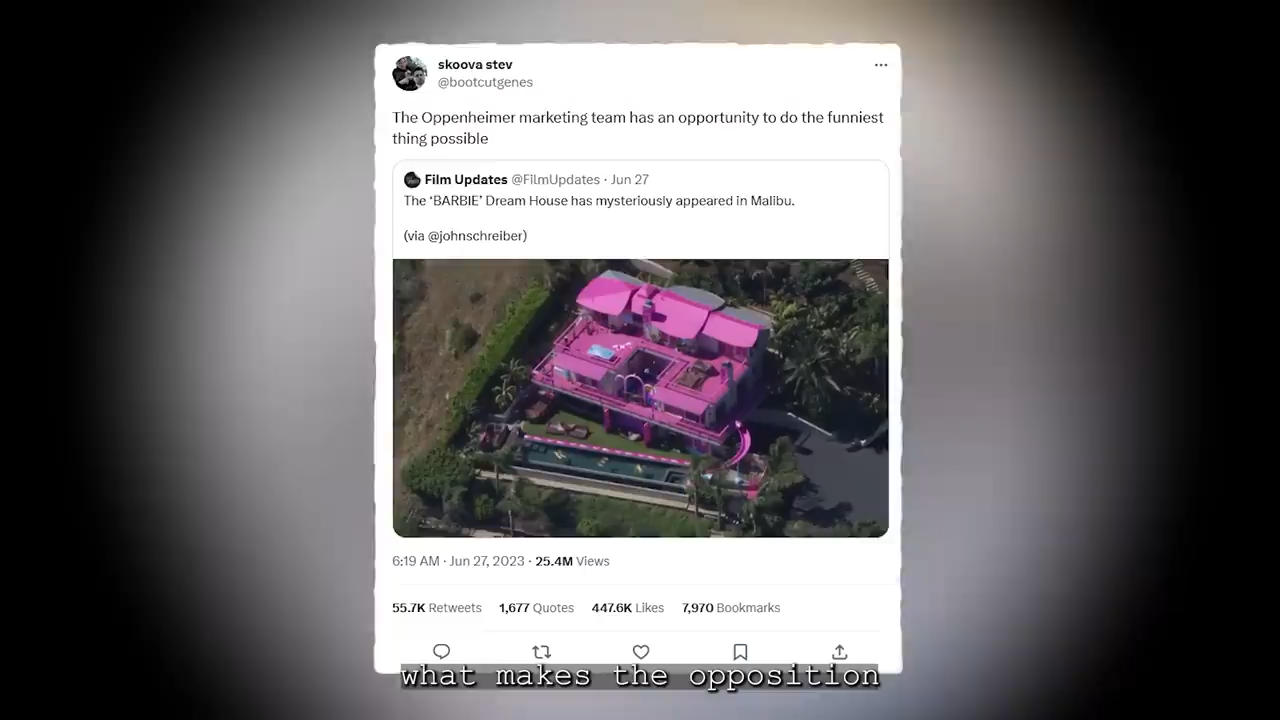 skoova stev
@bootcutgenes
The Oppenheimer marketing team has an opportunity to do the funniest
thing possible
Film Updates @FilmUpdates · Jun 27
The ‘BARBIE’ Dream House has mysteriously appeared in Malibu.
(via @johnschreiber)
6:19 AM · Jun 27, 2023 · 25.4M Views
55.7K Retweets 1,677 Quotes 447.6K Likes 7,970 Bookmarks
what makes the opposition